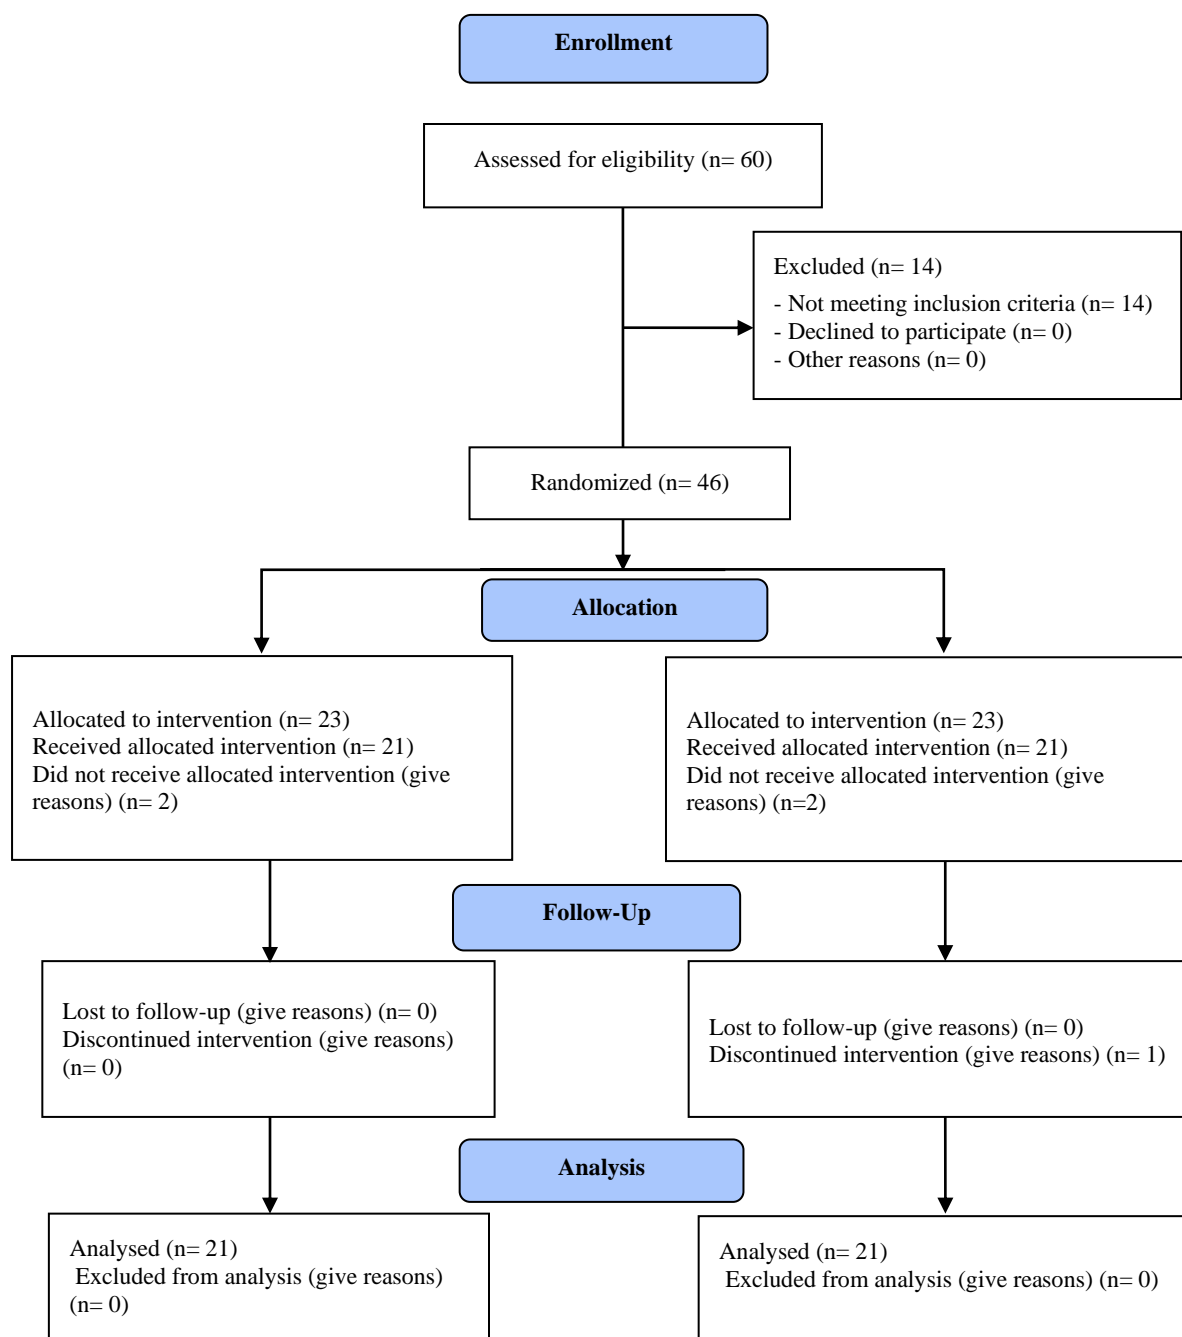 Enrollment
Assessed for eligibility (n= 60)
Excluded (n= 14)
- Not meeting inclusion criteria (n= 14)
- Declined to participate (n= 0)
- Other reasons (n= 0)
Randomized (n= 46)
Allocation
Allocated to intervention (n= 23)
Received allocated intervention (n= 21)
Did not receive allocated intervention (give
reasons) (n= 2)
Allocated to intervention (n= 23)
Received allocated intervention (n= 21)
Did not receive allocated intervention (give
reasons) (n=2)
Follow-Up
Lost to follow-up (give reasons) (n= 0)
Discontinued intervention (give reasons)
(n= 0)
Lost to follow-up (give reasons) (n= 0)
Discontinued intervention (give reasons) (n= 1)
Analysis
Analysed (n= 21)
Excluded from analysis (give reasons)
(n= 0)
Analysed (n= 21)
Excluded from analysis (give reasons) (n= 0)